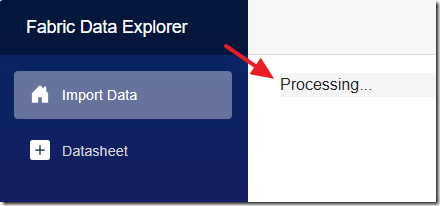 Fabric Data Explorer
Import Data
Processing...
Datasheet